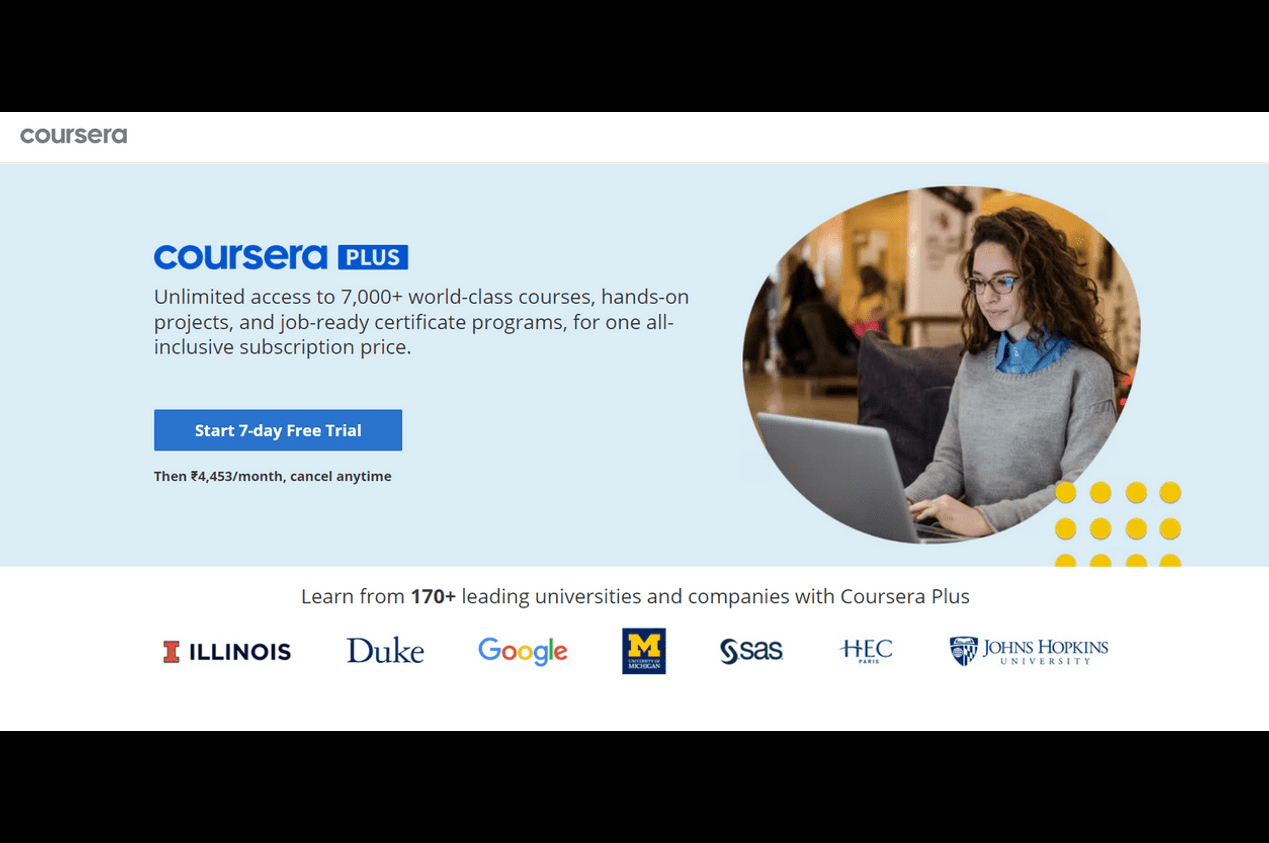 coursera
coursera PLUS
Unlimited access to 7,000+ world-class courses, hands-on
projects, and job-ready certificate programs, for one all-
inclusive subscription price.
Start 7-day Free Trial
Then ₹4,453/month, cancel anytime
Learn from 170+ leading universities and companies with Coursera Plus
I ILLINOIS
Duke
Google
M
UNIVERSITY OF
MICHIGAN
sas
HEC
PARIS
JOHNS HOPKINS
UNIVERSITY